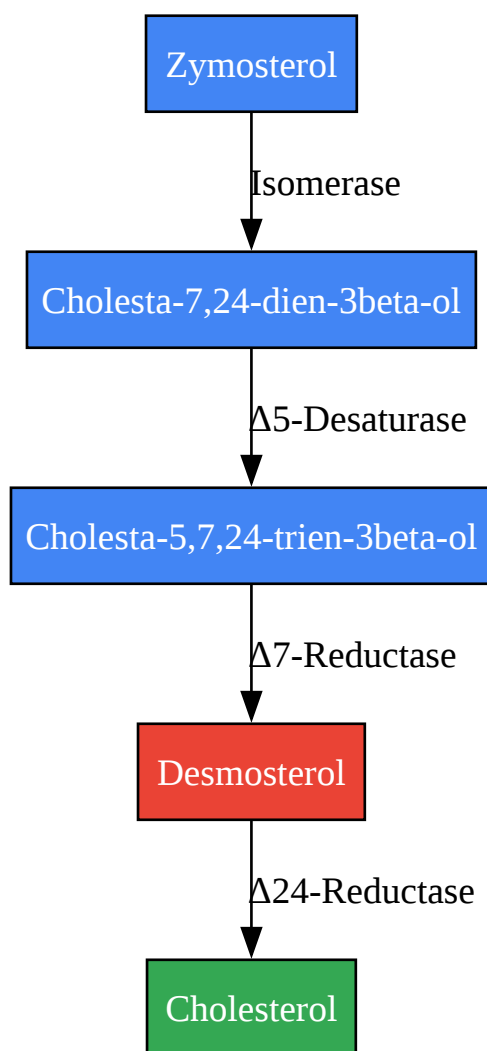 Zymosterol
Isomerase
Cholesta-7,24-dien-3beta-ol
Δ5-Desaturase
Cholesta-5,7,24-trien-3beta-ol
Δ7-Reductase
Desmosterol
Δ24-Reductase
Cholesterol